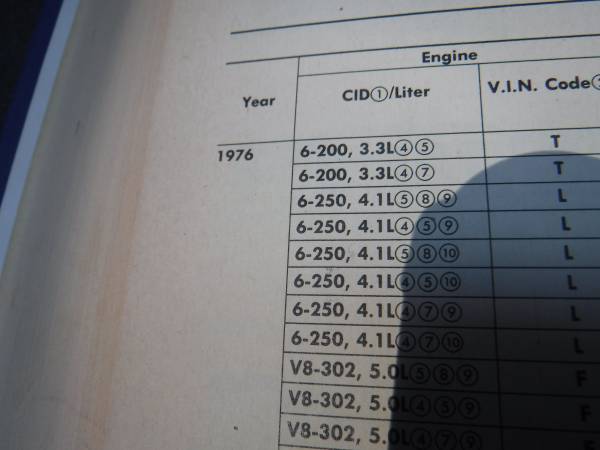 Engine
Year CID①/Liter V.I.N. Code
1976 6-200, 3.3L④⑤ T
6-200, 3.3L④⑦ T
6-250, 4.1L⑤⑧⑨ L
6-250, 4.1L④⑤⑨ L
6-250, 4.1L⑤⑧⑩ L
6-250, 4.1L④⑤⑩ L
6-250, 4.1L④⑦⑨ L
6-250, 4.1L④⑦⑩ L
V8-302, 5.0L⑤⑧⑨ F
V8-302, 5.0L④⑤⑨ F
V8-302, 5.0L④⑦⑨ F